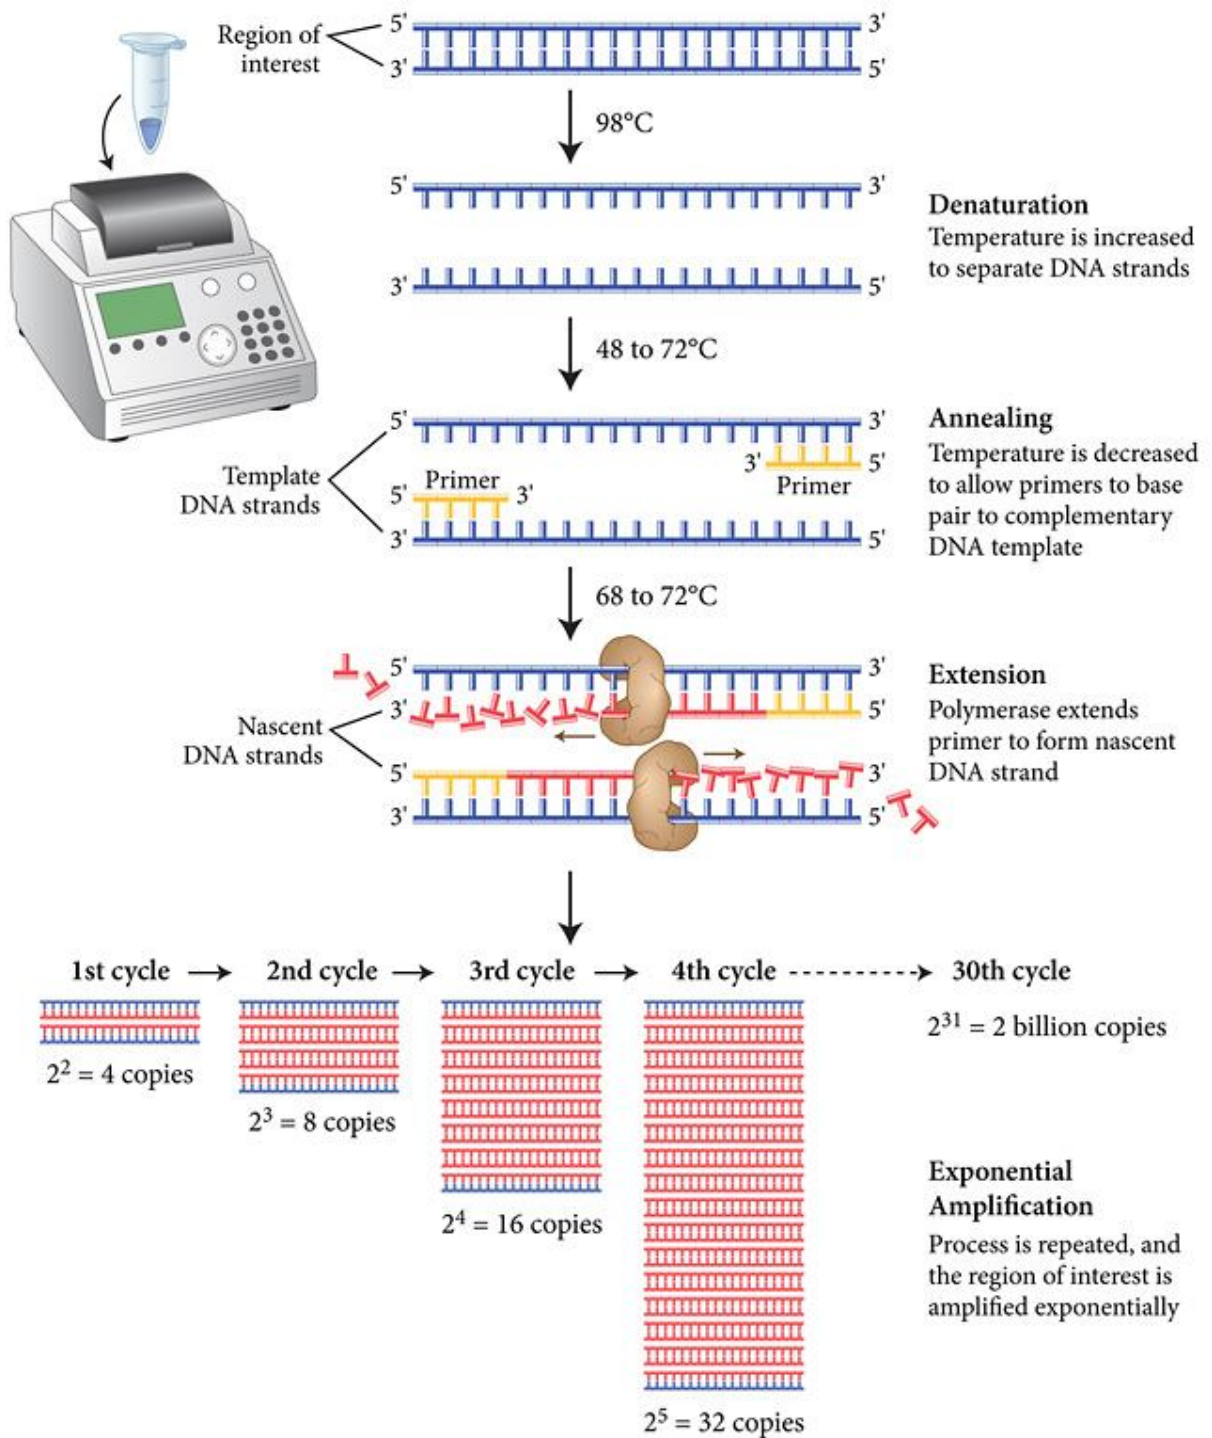 5' 3'
Region of
interest
3' 5'
98°C
5' 3'
Denaturation
Temperature is increased
to separate DNA strands
3' 5'
48 to 72°C
5' 3'
Annealing
Temperature is decreased
to allow primers to base
pair to complementary
DNA template
3' 5'
Primer
Template
DNA strands
Primer
5' 3'
3' 5'
68 to 72°C
5' 3'
Extension
Polymerase extends
primer to form nascent
DNA strand
3' 5'
Nascent
DNA strands
5' 3'
3' 5'
1st cycle 2nd cycle 3rd cycle 4th cycle 30th cycle
2² = 4 copies
2³ = 8 copies
2⁴ = 16 copies
2⁵ = 32 copies
2³¹ = 2 billion copies
Exponential
Amplification
Process is repeated, and
the region of interest is
amplified exponentially